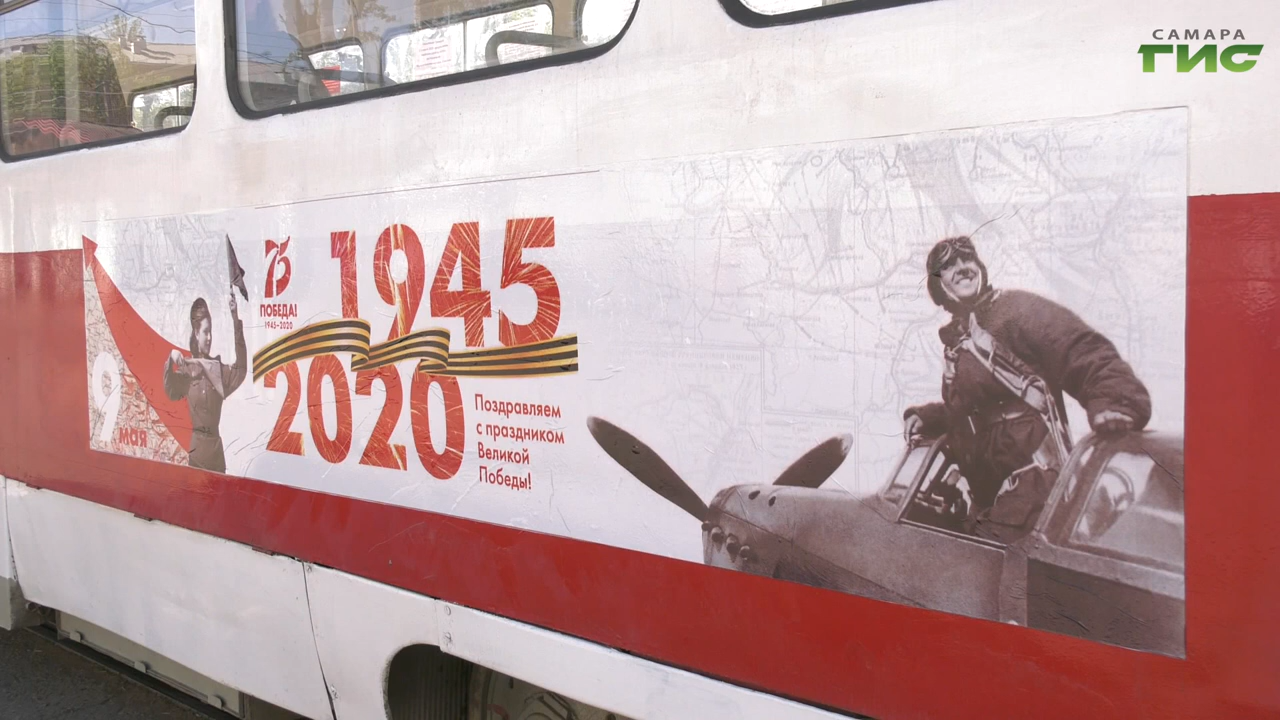 САМАРА
ГИС
75
ПОБЕДА!
1945-2020
1945
2020
9
мая
Поздравляем
с праздником
Великой
Победы!